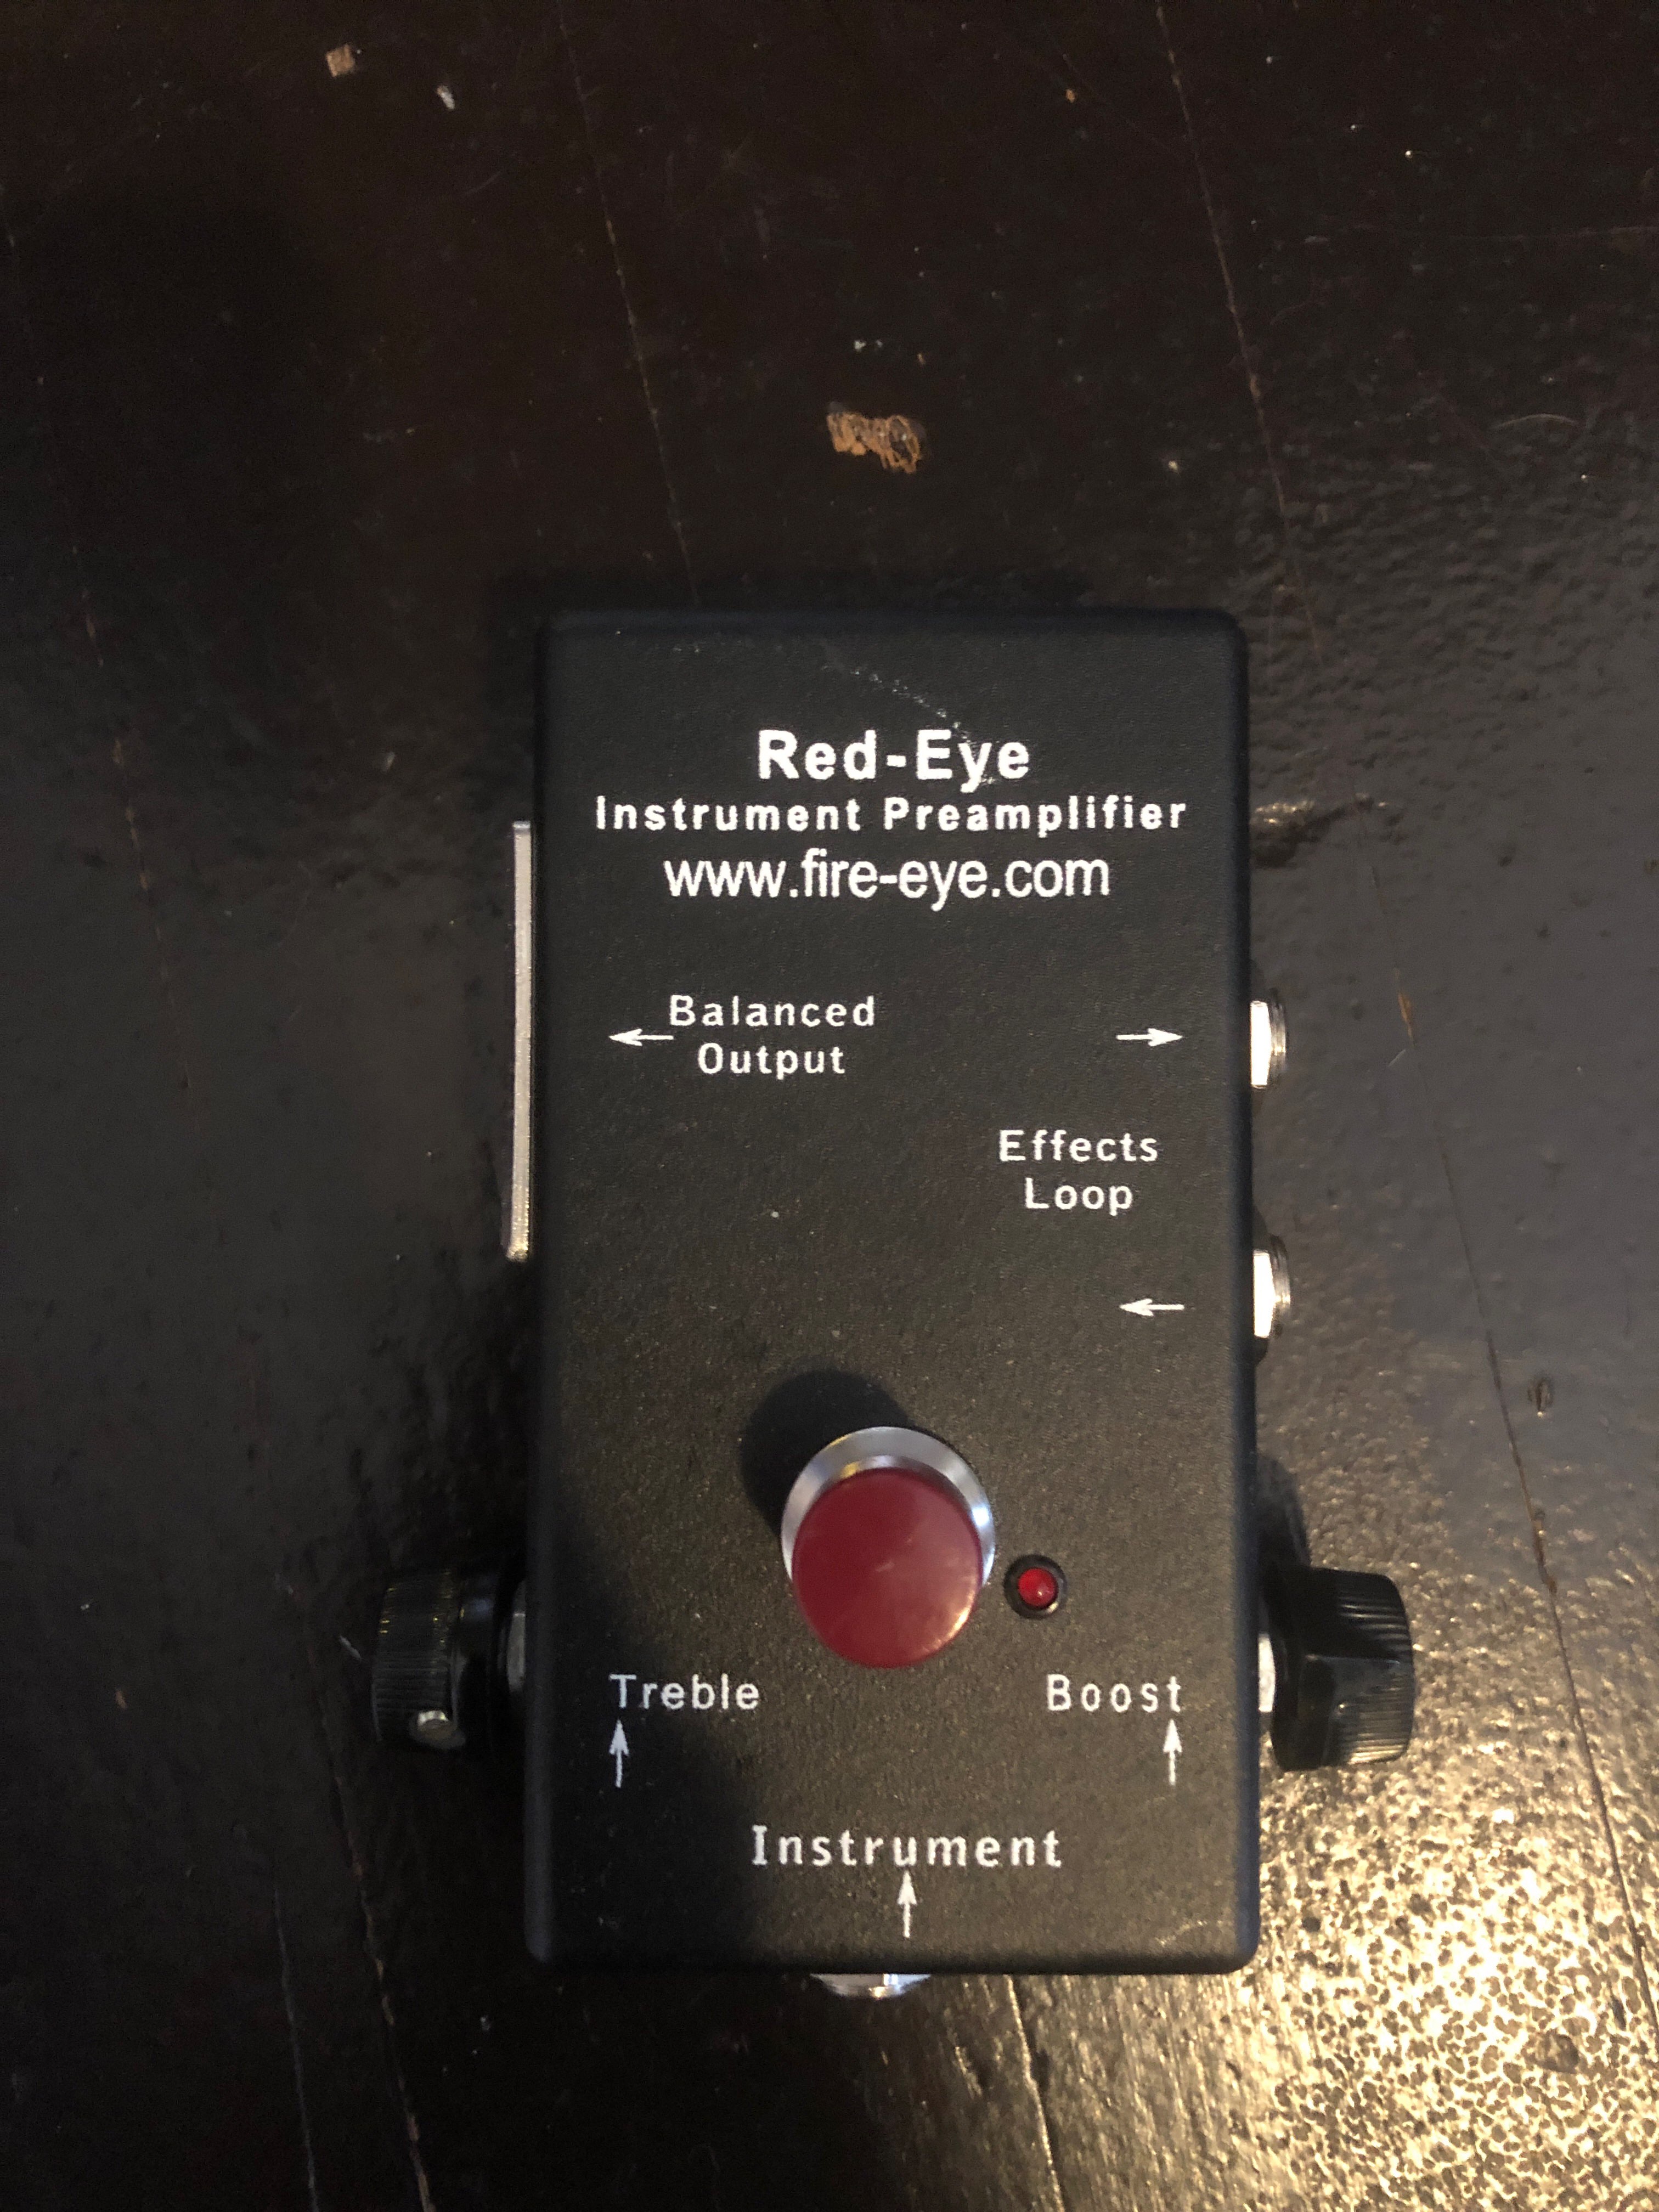 Red-Eye
Instrument Preamplifier
www.fire-eye.com
Balanced
Output
Effects
Loop
Treble
Boost
Instrument